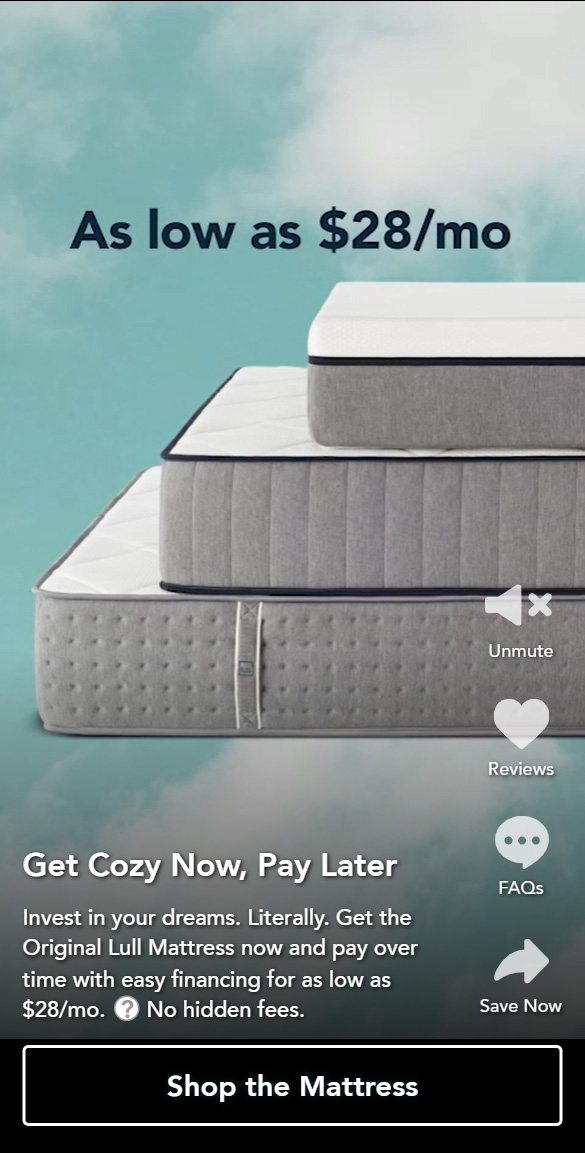 As low as $28/mo
Unmute
Reviews
Get Cozy Now, Pay Later
FAQs
Invest in your dreams. Literally. Get the
Original Lull Mattress now and pay over
time with easy financing for as low as
$28/mo. ? No hidden fees.
Save Now
Shop the Mattress